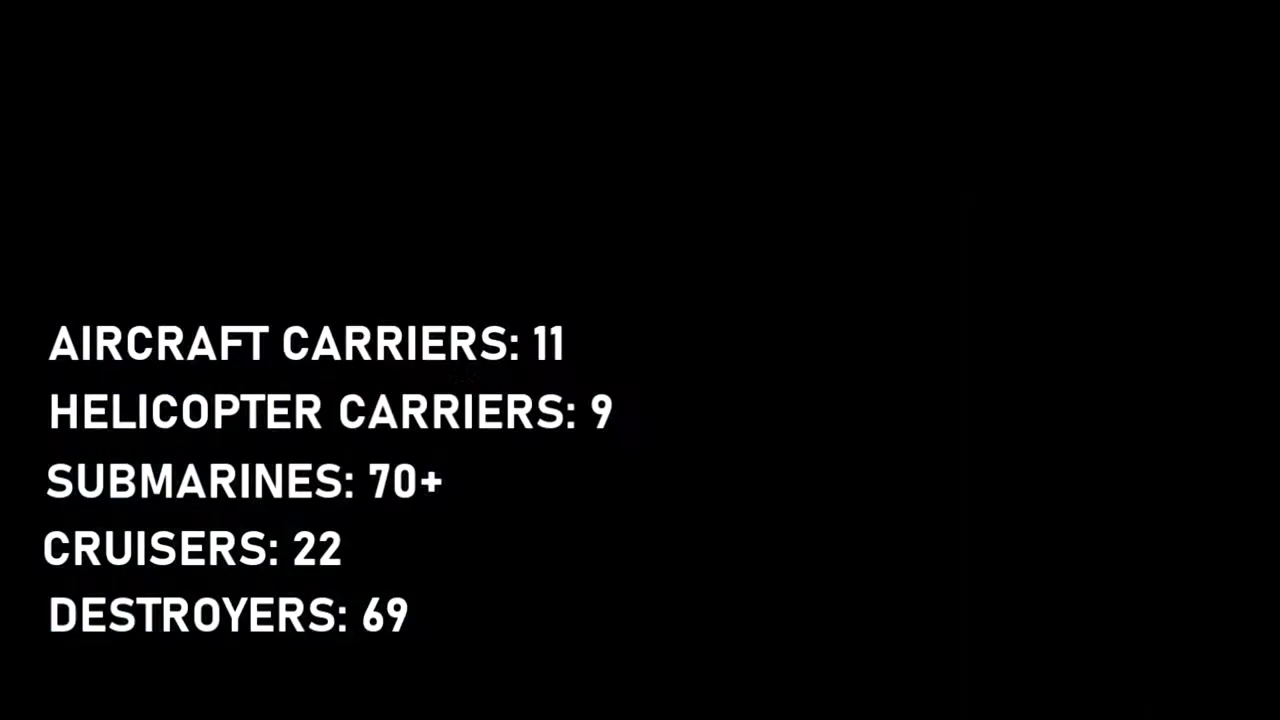 AIRCRAFT CARRIERS: 11
HELICOPTER CARRIERS: 9
SUBMARINES: 70+
CRUISERS: 22
DESTROYERS: 69